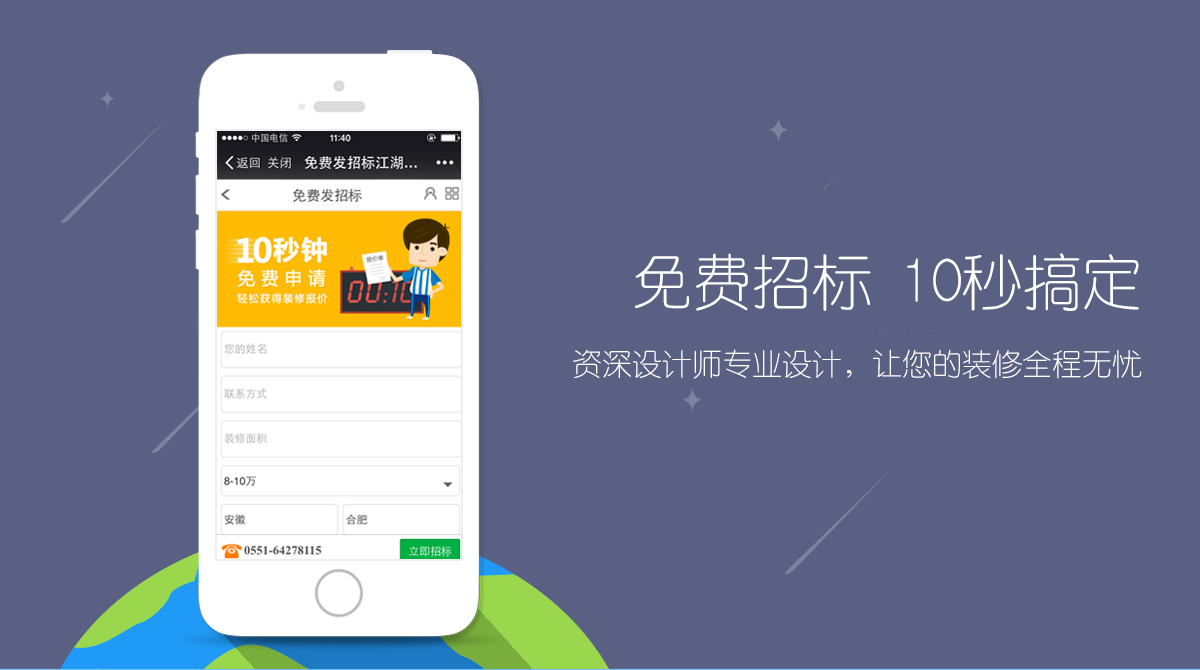 中国电信 11:40
返回 关闭 免费发招标江湖...
免费发招标
10秒钟
免费申请
轻松获得装修报价
报价单
00:10
您的姓名
联系方式
装修面积
8-10万
安徽 合肥
0551-64278115 立即招标
免费招标 10秒搞定
资深设计师专业设计，让您的装修全程无忧